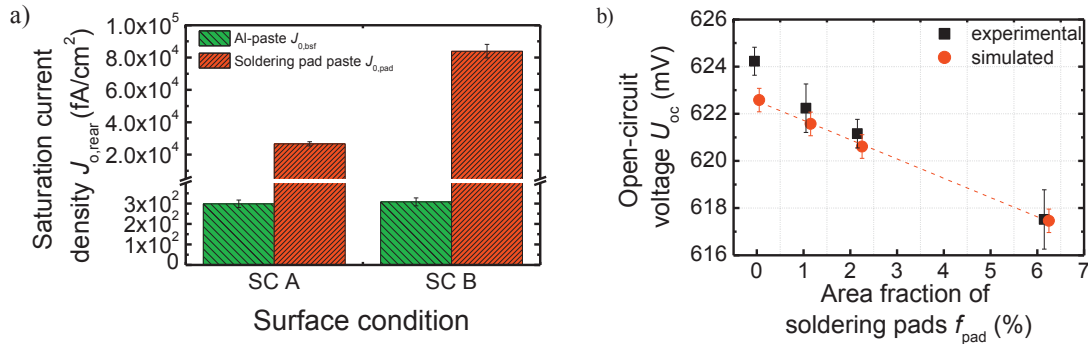 a)
Saturation current
density J0,rear (fA/cm2)
1.0x10^5
8.0x10^4
6.0x10^4
4.0x10^4
2.0x10^4
3x10^2
2x10^2
1x10^2
0
Al-paste J0,bsf
Soldering pad paste J0,pad
SC A SC B
Surface condition
b)
Open-circuit
voltage Uoc (mV)
626
624
622
620
618
616
experimental
simulated
0 1 2 3 4 5 6 7
Area fraction of
soldering pads fpad (%)